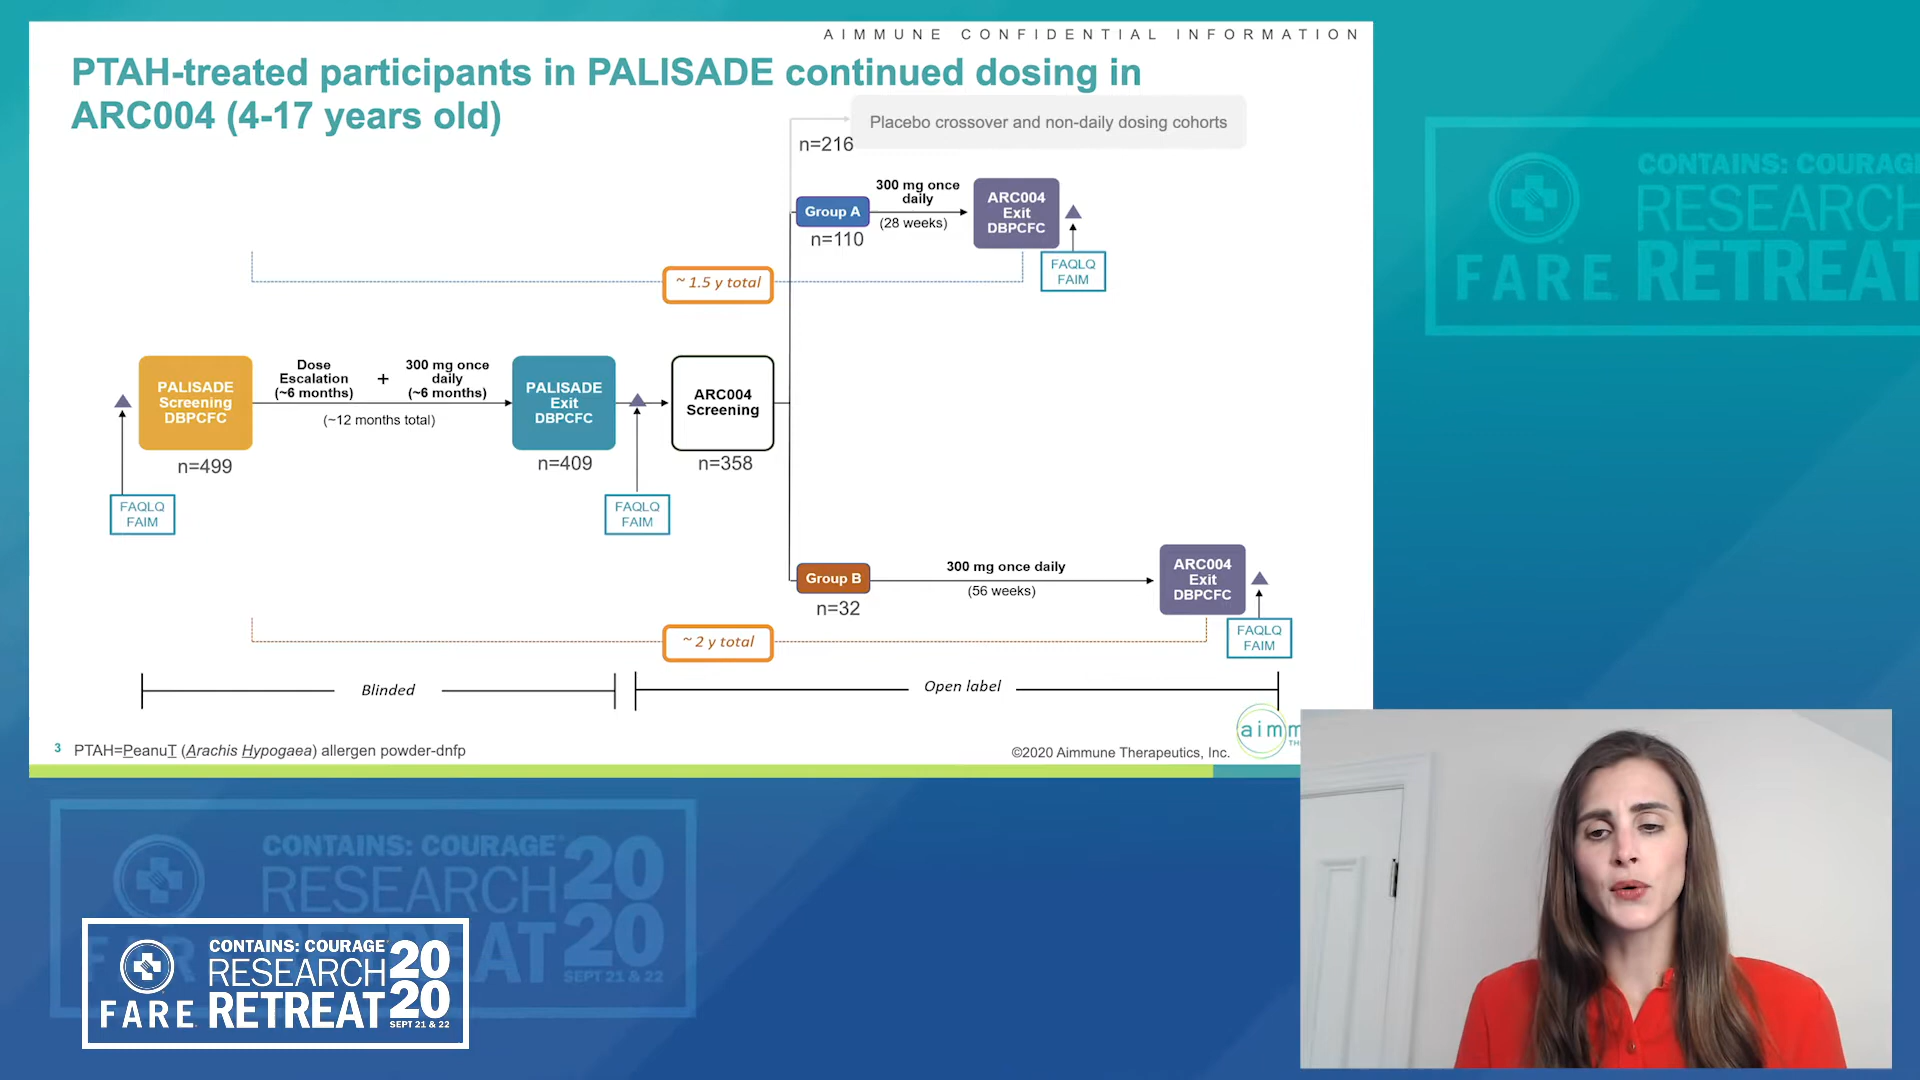 AIMMUNE CONFIDENTIAL INFORMATION
PTAH-treated participants in PALISADE continued dosing in
ARC004 (4-17 years old)
Placebo crossover and non-daily dosing cohorts
n=216
Group A
n=110
300 mg once
daily
(28 weeks)
ARC004
Exit
DBPCFC
FAQLQ
FAIM
~ 1.5 y total
PALISADE
Screening
DBPCFC
n=499
FAQLQ
FAIM
Dose
Escalation
(~6 months)
+
300 mg once
daily
(~6 months)
(~12 months total)
PALISADE
Exit
DBPCFC
n=409
FAQLQ
FAIM
ARC004
Screening
n=358
Group B
n=32
300 mg once daily
(56 weeks)
ARC004
Exit
DBPCFC
FAQLQ
FAIM
~ 2 y total
Blinded
Open label
3 PTAH=PeanuT (Arachis Hypogaea) allergen powder-dnfp
©2020 Aimmune Therapeutics, Inc.
aimm
TH
CONTAINS: COURAGE
RESEARCH
FARE RETREAT
CONTAINS: COURAGE
RESEARCH 20
FARE RETREAT 20
SEPT 21 & 22
CONTAINS: COURAGE
RESEARCH 20
FARE RETREAT 20
SEPT 21 & 22